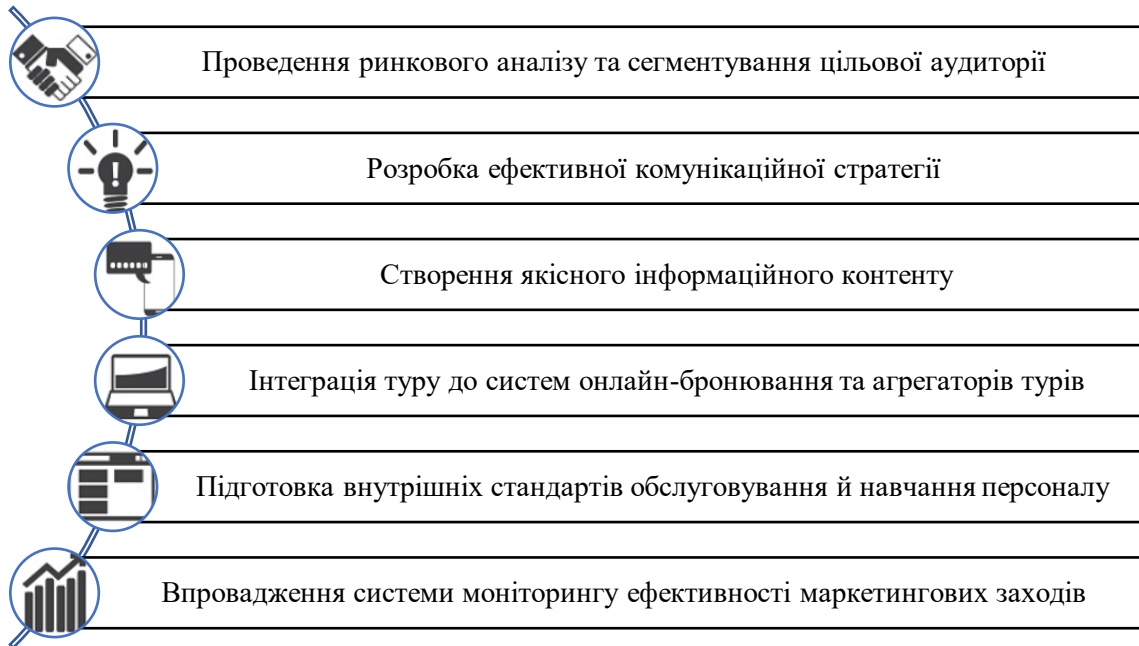 Проведення ринкового аналізу та сегментування цільової аудиторії
Розробка ефективної комунікаційної стратегії
Створення якісного інформаційного контенту
Інтеграція туру до систем онлайн-бронювання та агрегаторів турів
Підготовка внутрішніх стандартів обслуговування й навчання персоналу
Впровадження системи моніторингу ефективності маркетингових заходів